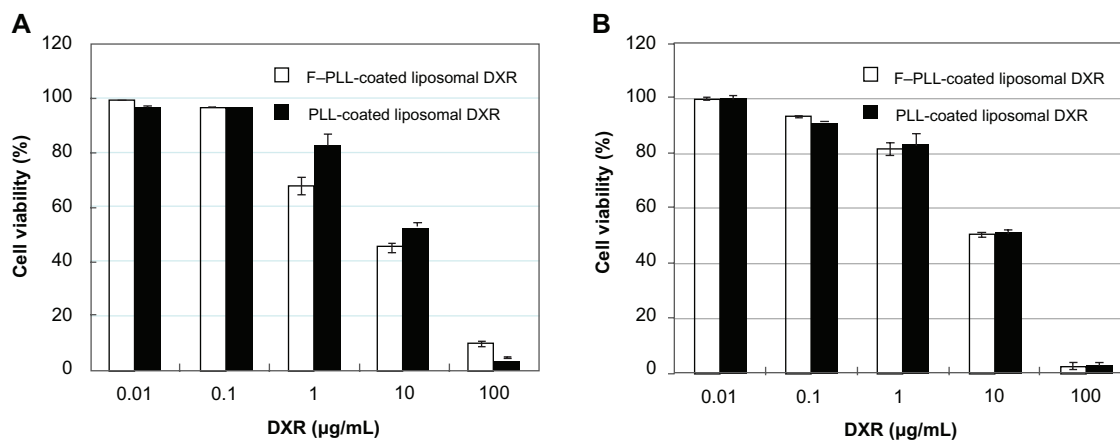 A
120
100
80
60
40
20
0
Cell viability (%)
F–PLL-coated liposomal DXR
PLL-coated liposomal DXR
0.01 0.1 1 10 100
DXR (µg/mL)
B
120
100
80
60
40
20
0
Cell viability (%)
F–PLL-coated liposomal DXR
PLL-coated liposomal DXR
0.01 0.1 1 10 100
DXR (µg/mL)